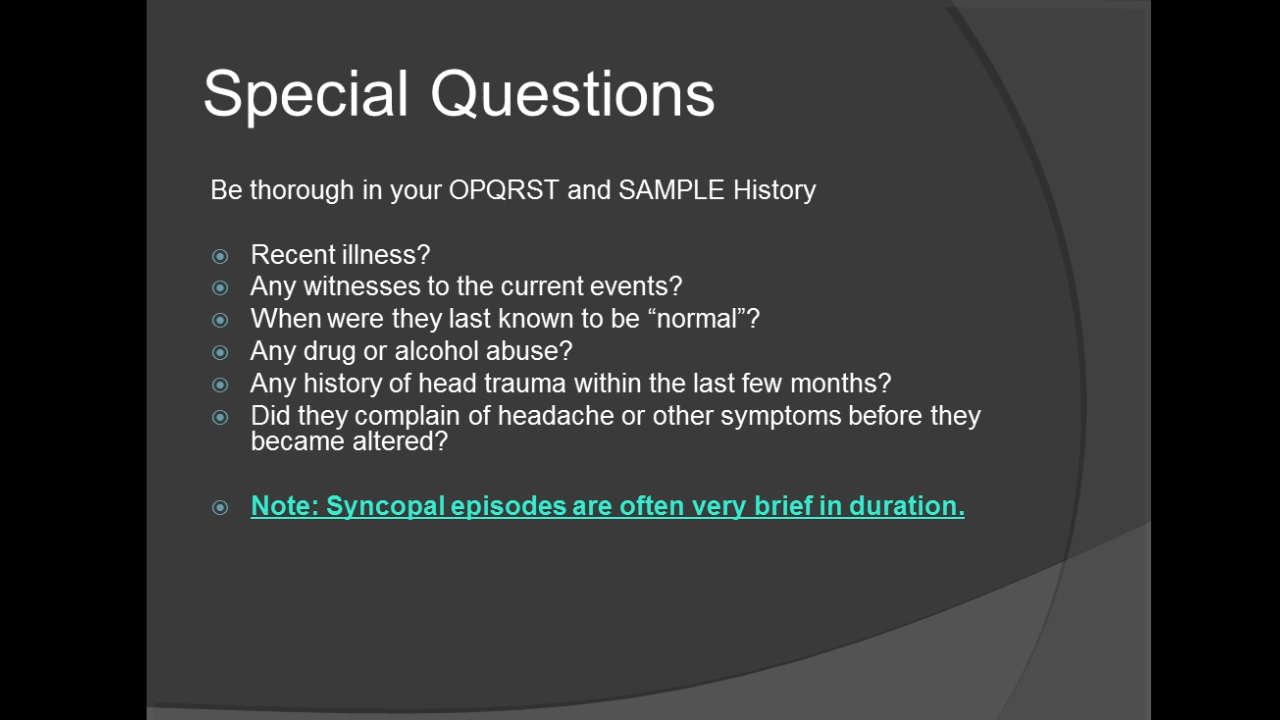 Special Questions
Be thorough in your OPQRST and SAMPLE History
Recent illness?
Any witnesses to the current events?
When were they last known to be “normal”?
Any drug or alcohol abuse?
Any history of head trauma within the last few months?
Did they complain of headache or other symptoms before they
became altered?
Note: Syncopal episodes are often very brief in duration.